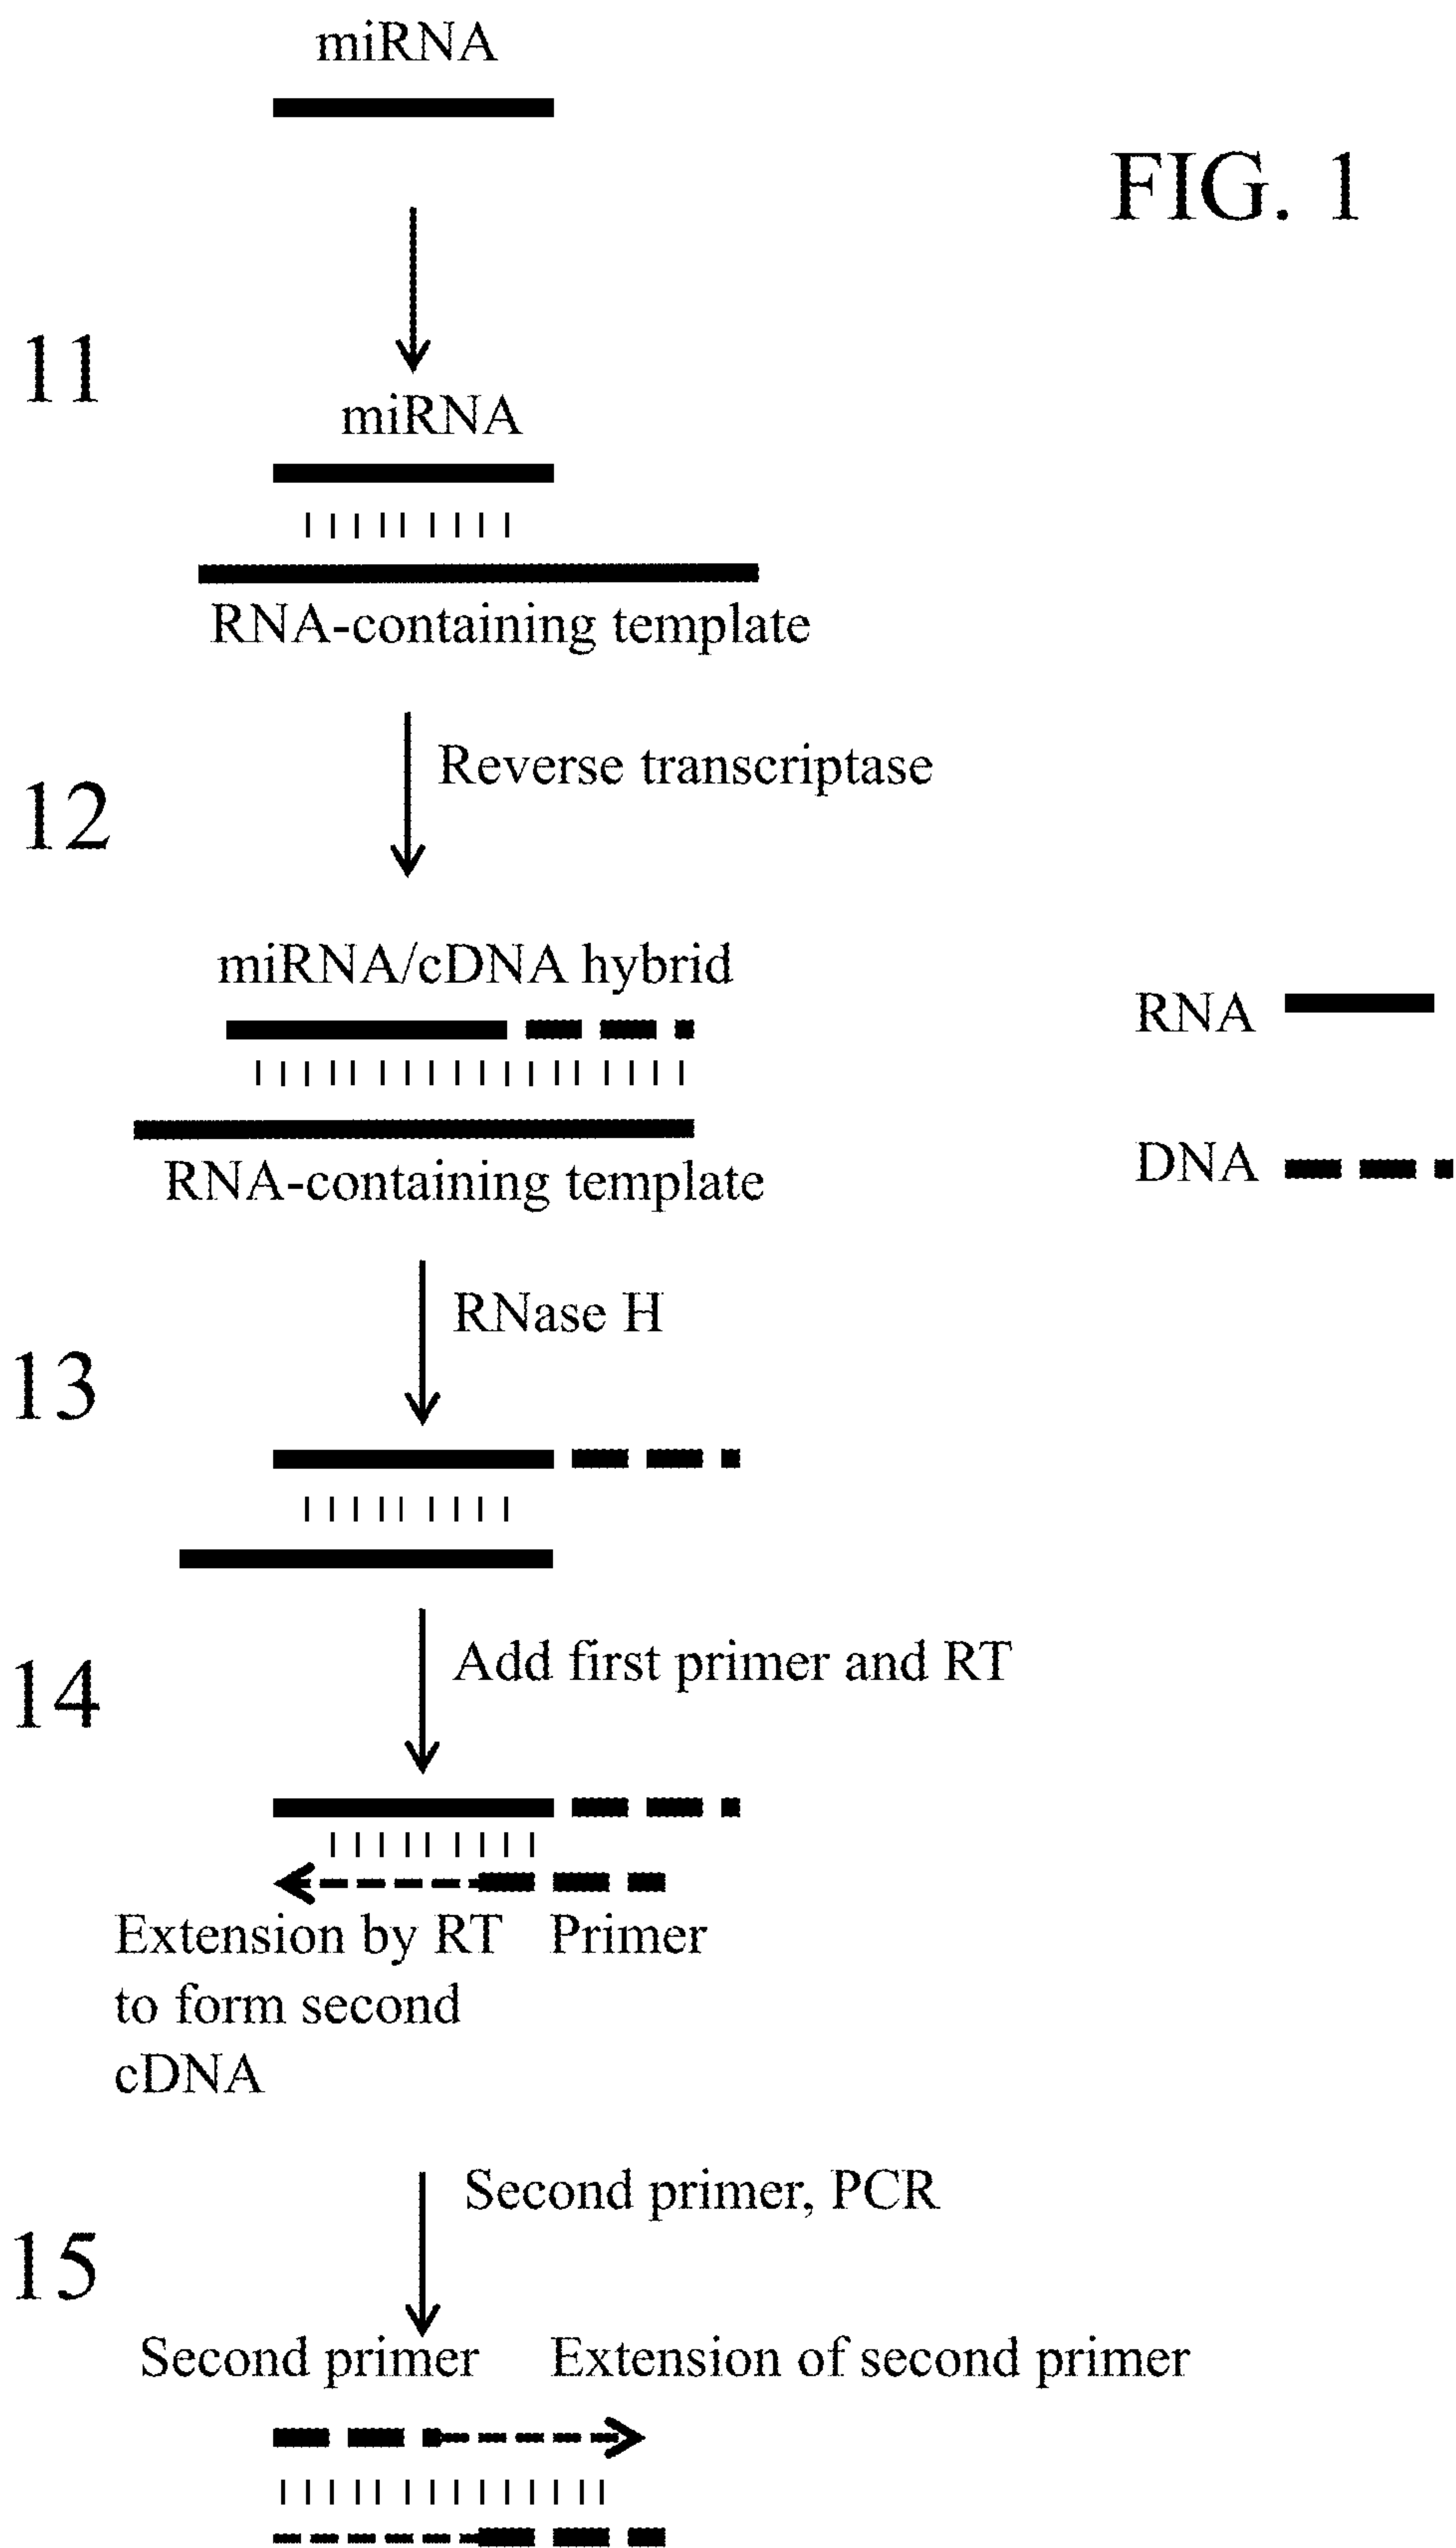 miRNA
FIG. 1
11
miRNA
RNA-containing template
12
Reverse transcriptase
miRNA/cDNA hybrid
RNA
RNA-containing template
DNA
RNase H
13
Add first primer and RT
14
Extension by RT Primer
to form second
cDNA
Second primer, PCR
15
Second primer Extension of second primer